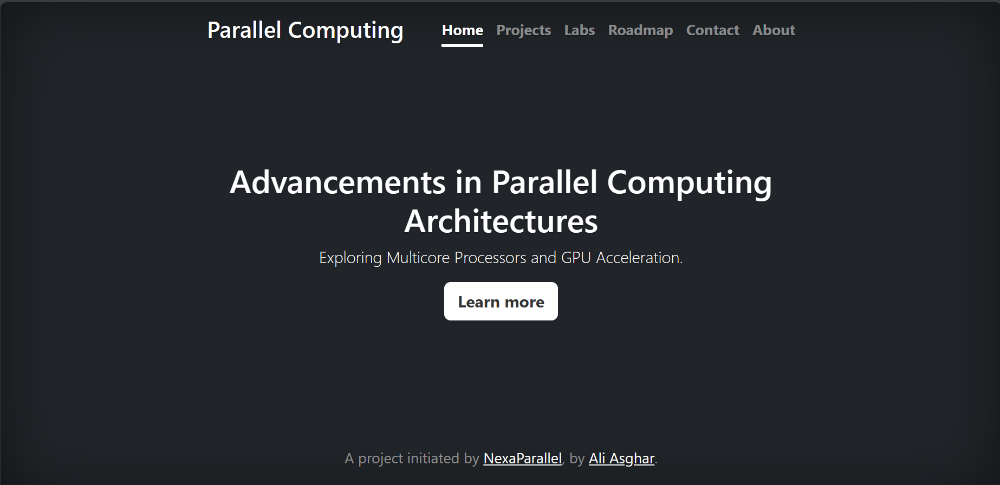 Parallel Computing Home Projects Labs Roadmap Contact About
Advancements in Parallel Computing
Architectures
Exploring Multicore Processors and GPU Acceleration.
Learn more
A project initiated by NexaParallel, by Ali Asghar.